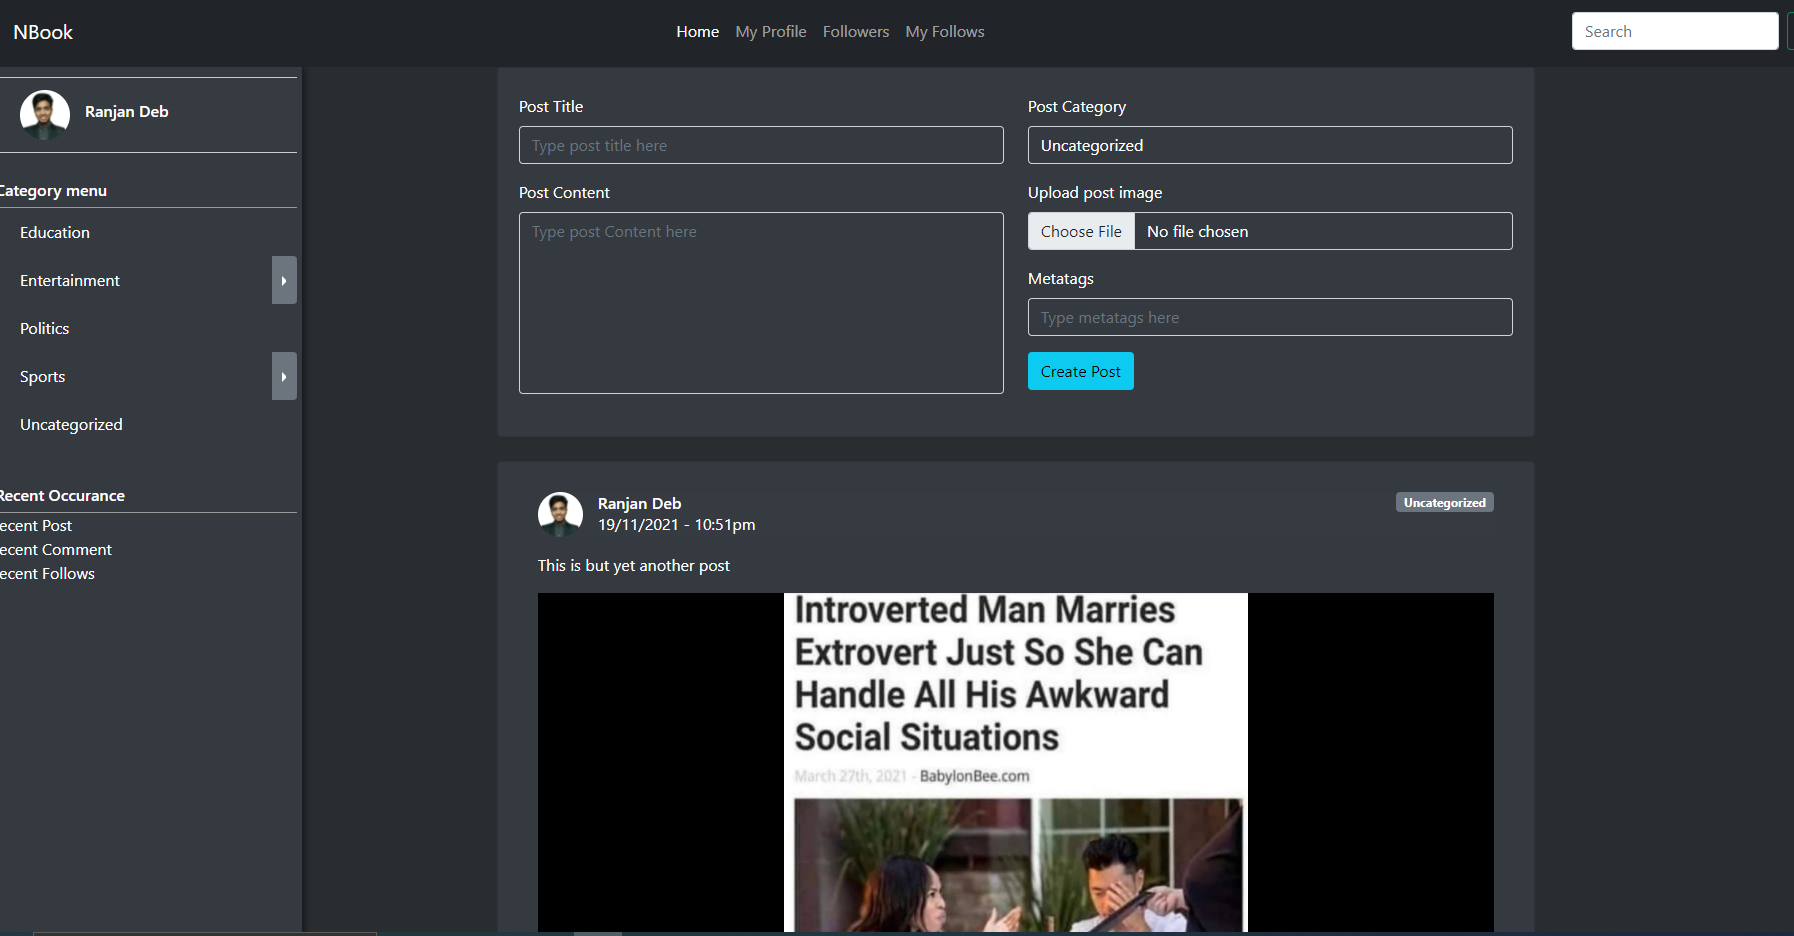 NBook
Home My Profile Followers My Follows
Search
Ranjan Deb
Category menu
Education
Entertainment
Politics
Sports
Uncategorized
Recent Occurance
ecent Post
ecent Comment
ecent Follows
Post Title
Type post title here
Post Content
Type post Content here
Post Category
Uncategorized
Upload post image
Choose File No file chosen
Metatags
Type metatags here
Create Post
Ranjan Deb
19/11/2021 - 10:51pm
Uncategorized
This is but yet another post
Introverted Man Marries
Extrovert Just So She Can
Handle All His Awkward
Social Situations
March 27th, 2021 - BabylonBee.com